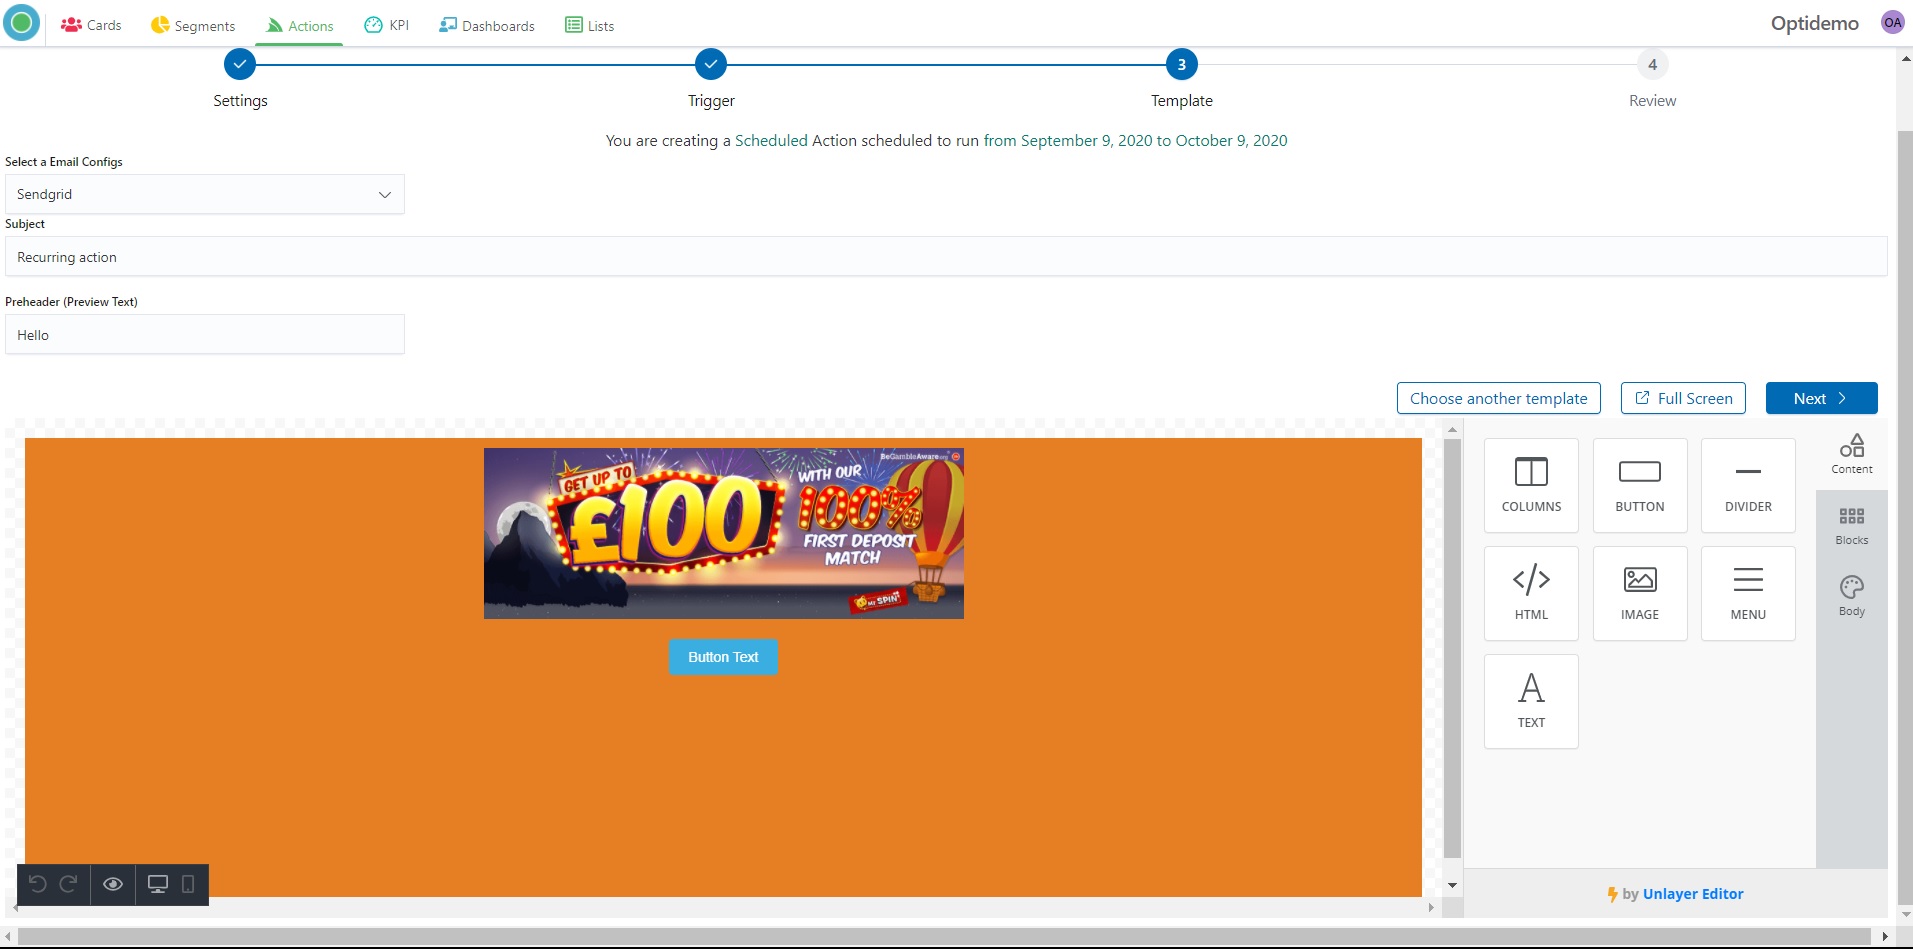 Cards
Segments
Actions
KPI
Dashboards
Lists
Optidemo
OA
3
4
Settings
Trigger
Template
Review
You are creating a Scheduled Action scheduled to run from September 9, 2020 to October 9, 2020
Select a Email Configs
Sendgrid
Subject
Recurring action
Preheader (Preview Text)
Hello
Choose another template
Full Screen
Next
BeGambleAware.org
GET UP TO
£100
WITH OUR
100%
FIRST DEPOSIT
MATCH
MR SPIN
Button Text
COLUMNS
BUTTON
DIVIDER
HTML
IMAGE
MENU
TEXT
Content
Blocks
Body
by Unlayer Editor